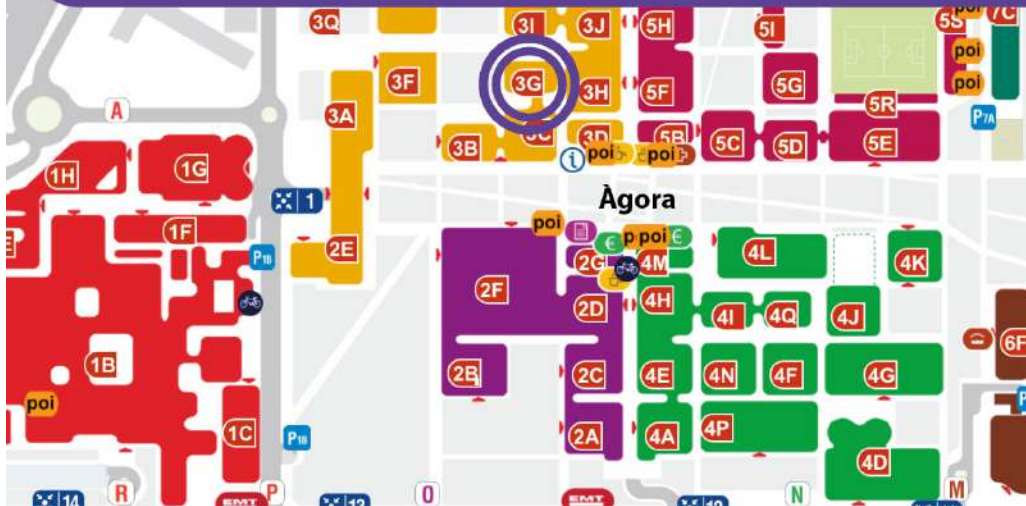 3Q
3I
3J
5H
5I
5S
poi
7C
3F
3G
3H
5F
5G
poi
poi
3A
5R
A
P7A
3B
3C
3D
5B
5C
5D
5E
i
poi
poi
1H
1G
1
Àgora
1F
poi
€
poi
€
P1B
2E
2G
4M
4L
4K
2F
2D
4H
4I
4Q
4J
6F
1B
2B
2C
4E
4N
4F
4G
poi
1C
P1B
2A
4A
4P
4D
14
R
EMT
P
O
EMT
N
M